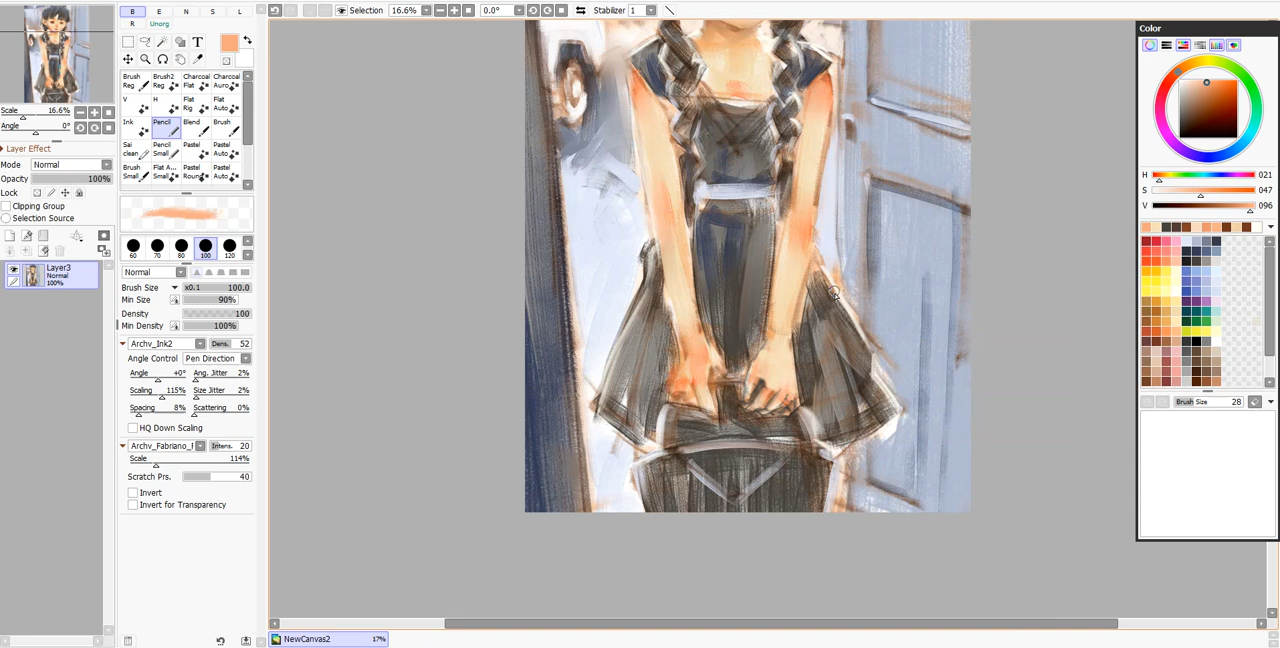 Selection 16.6% 0.0° Stabilizer 1
B E N S L
R Unorg
T
Scale 16.6%
Angle 0°
Layer Effect
Mode Normal
Opacity 100%
Lock
Clipping Group
Selection Source
Layer3
Normal
100%
Brush Reg Brush2 Reg Charcoal Flat Charcoal Auro
V H Flat Rig Flat Auto
Ink Pencil Blend Brush
Sai clean Pencil Small Pastel Pastel Auto
Brush Small Flat A... Small Pastel Roun Pastel Auto
60 70 80 100 120
Normal
Brush Size x0.1 100.0
Min Size 90%
Density 100
Min Density 100%
Archv_Ink2 Dens. 52
Angle Control Pen Direction
Angle +0° Ang. Jitter 2%
Scaling 115% Size Jitter 2%
Spacing 8% Scattering 0%
HQ Down Scaling
Archv_Fabriano_F Intens. 20
Scale 114%
Scratch Prs. 40
Invert
Invert for Transparency
NewCanvas2 17%
Color
H 021
S 047
V 096
Brush Size 28